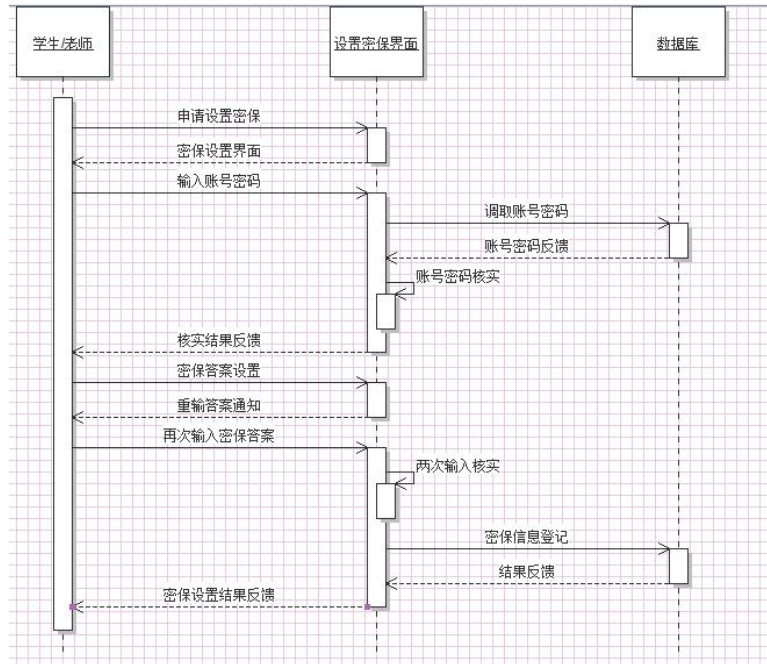 学生/老师
设置密保界面
数据库
申请设置密保
密保设置界面
输入账号密码
调取账号密码
账号密码反馈
账号密码核实
核实结果反馈
密保答案设置
重输答案通知
再次输入密保答案
两次输入核实
密保信息登记
结果反馈
密保设置结果反馈